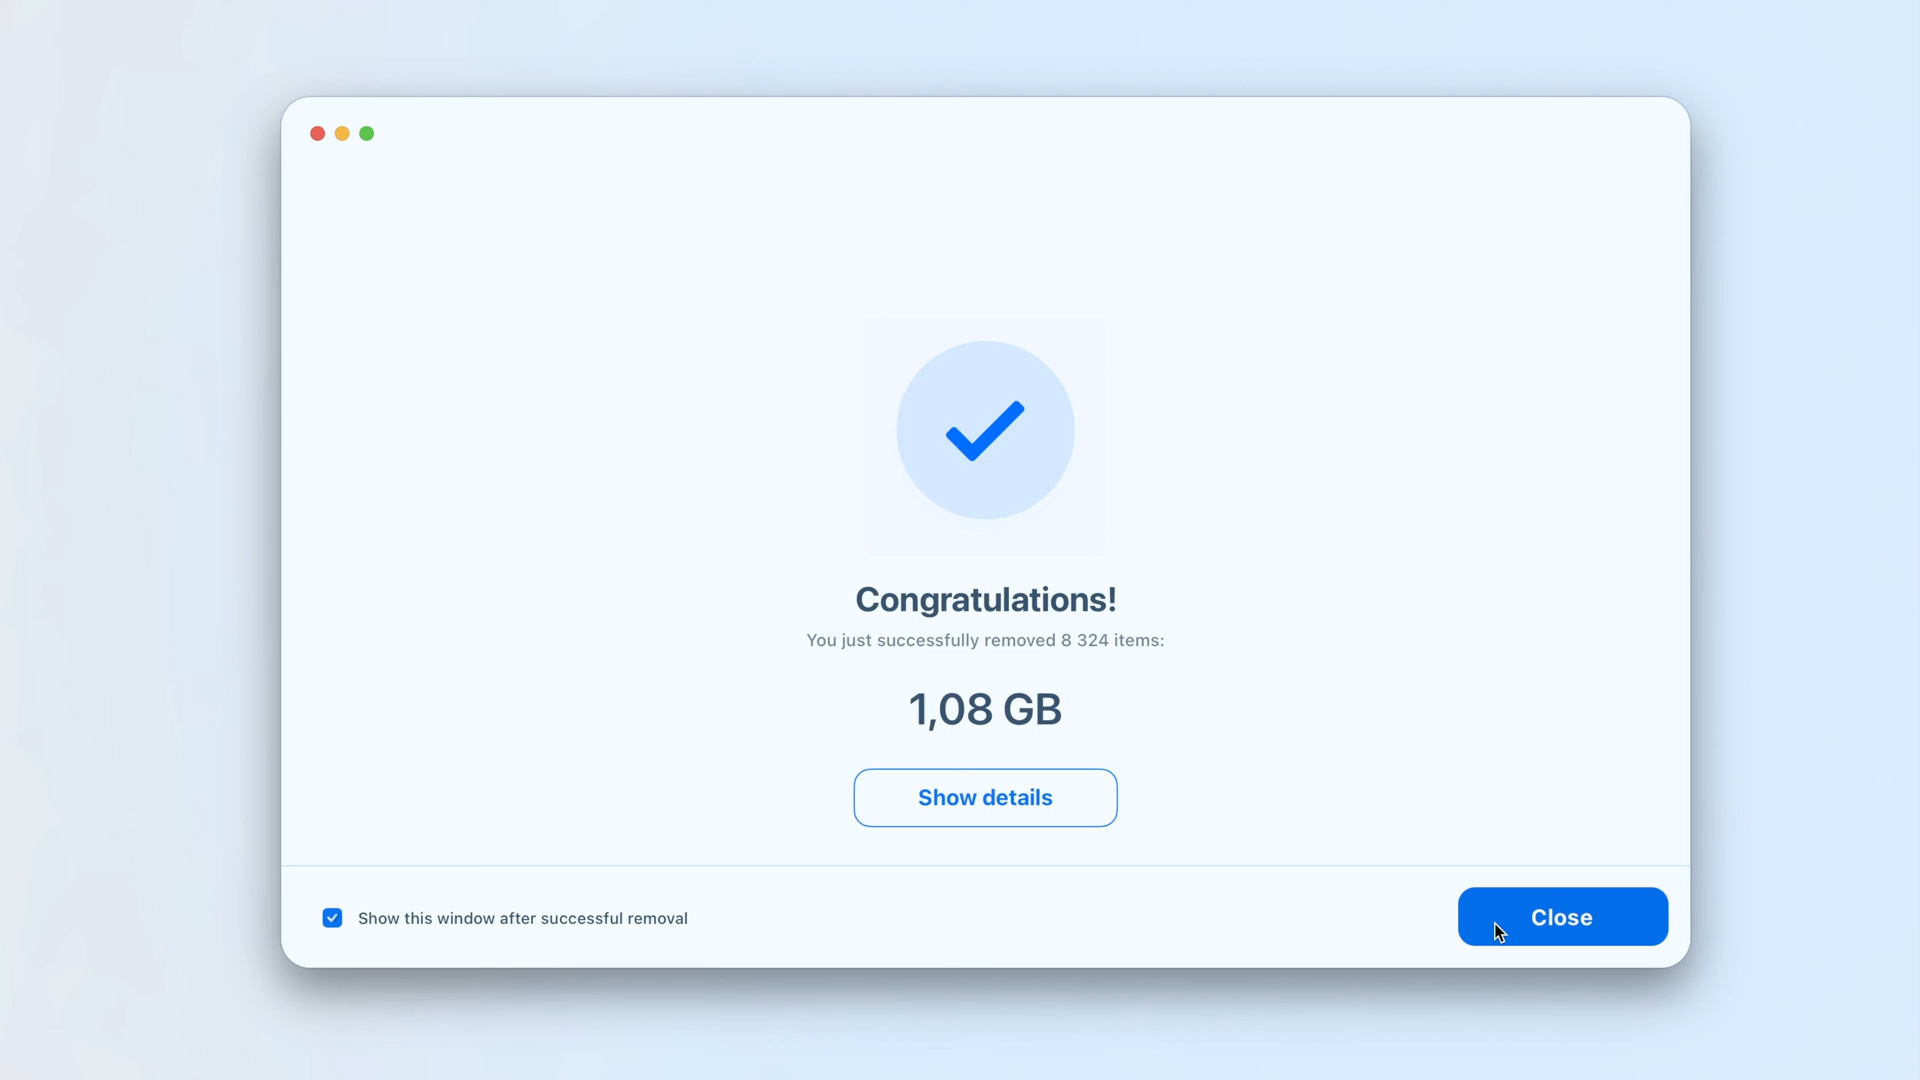 Congratulations!
You just successfully removed 8 324 items:
1,08 GB
Show details
Show this window after successful removal
Close